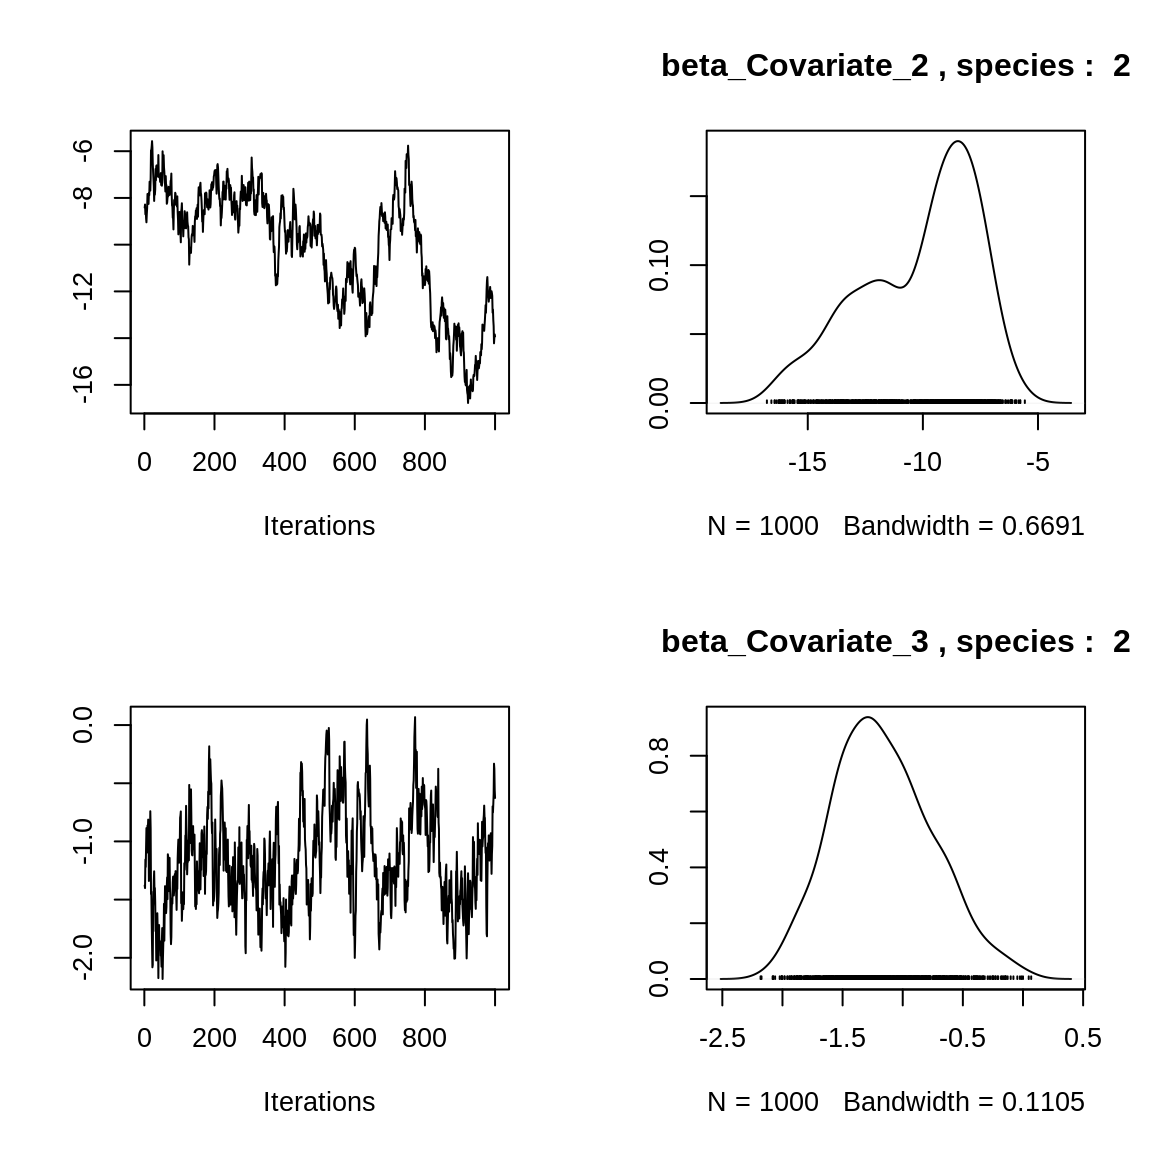 beta_Covariate_2 , species :  2
-6
-8
-12
-16
0 200 400 600 800
Iterations
0.10
0.00
-15 -10 -5
N = 1000   Bandwidth = 0.6691
beta_Covariate_3 , species :  2
0.0
-1.0
-2.0
0 200 400 600 800
Iterations
0.8
0.4
0.0
-2.5 -1.5 -0.5 0.5
N = 1000   Bandwidth = 0.1105